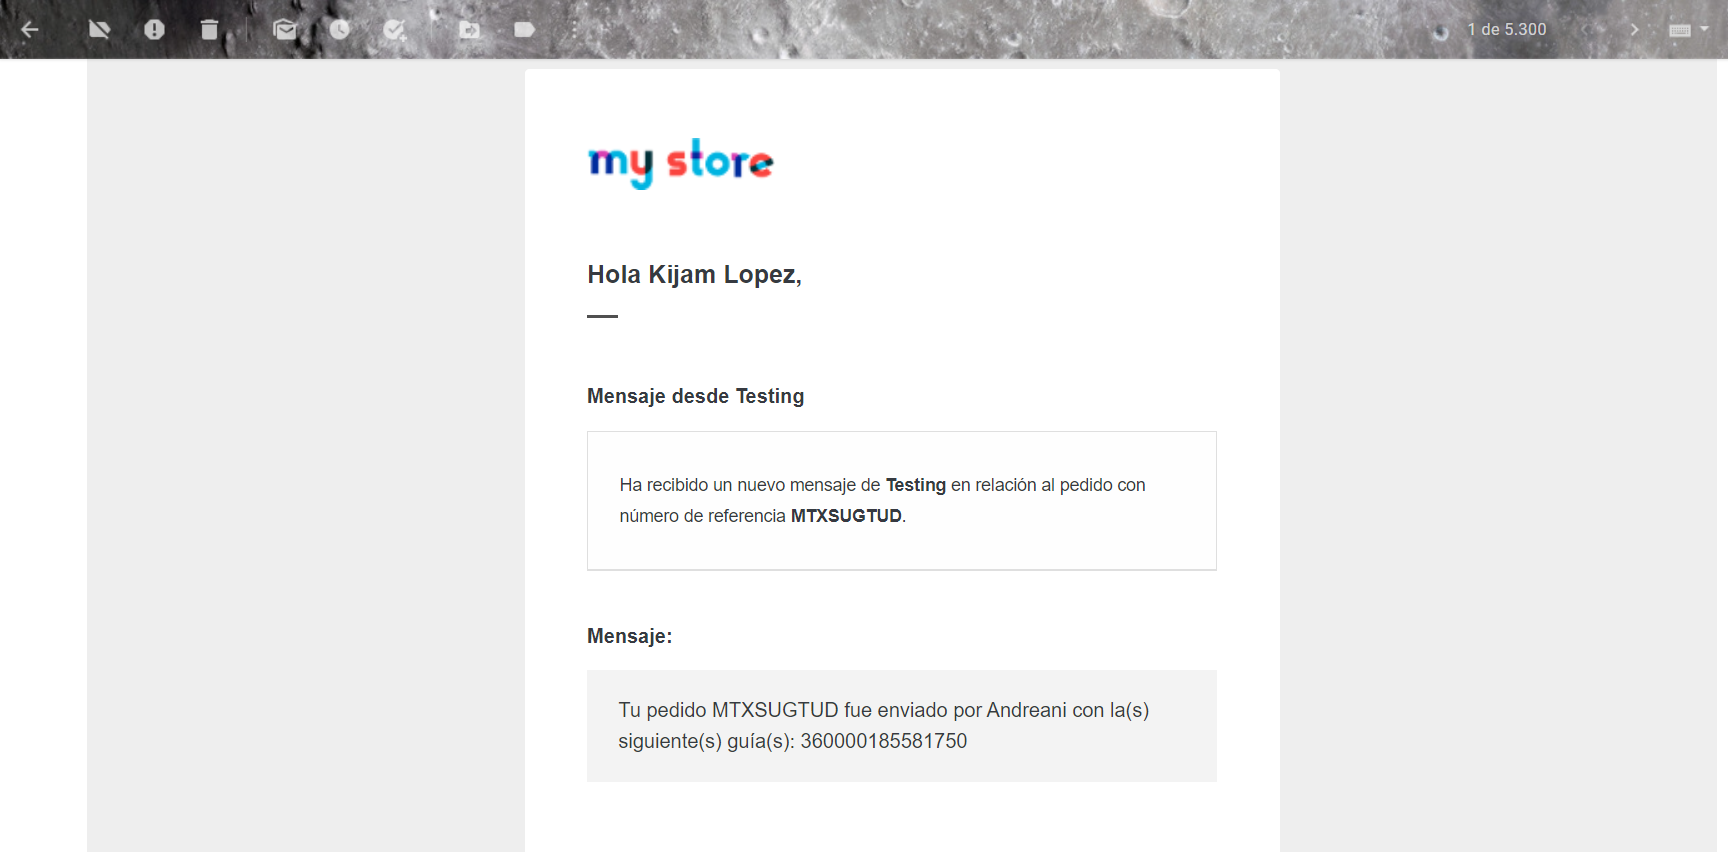 1 de 5.300
my store
Hola Kijam Lopez,
Mensaje desde Testing
Ha recibido un nuevo mensaje de Testing en relación al pedido con
número de referencia MTXSUGTUD.
Mensaje:
Tu pedido MTXSUGTUD fue enviado por Andreani con la(s)
siguiente(s) guía(s): 360000185581750